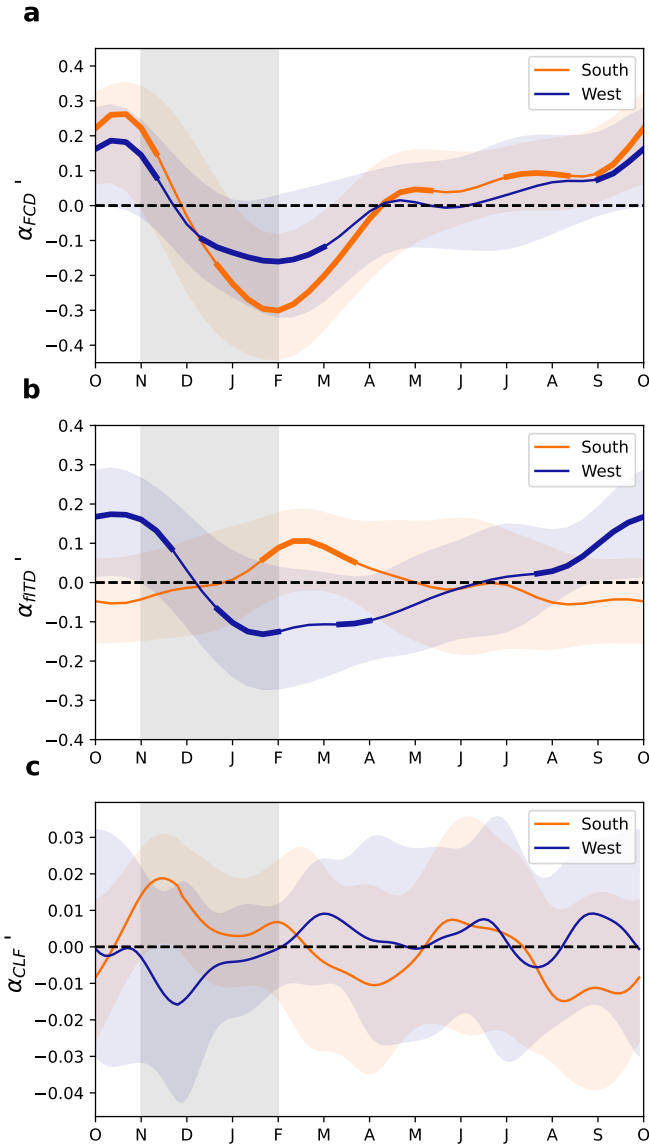 a
0.4
0.3
0.2
0.1
0.0
−0.1
−0.2
−0.3
−0.4
α_FCD '
South
West
O N D J F M A M J J A S O
b
0.4
0.3
0.2
0.1
0.0
−0.1
−0.2
−0.3
−0.4
α_fITD '
South
West
O N D J F M A M J J A S O
c
0.03
0.02
0.01
0.00
−0.01
−0.02
−0.03
−0.04
α_CLF '
South
West
O N D J F M A M J J A S O